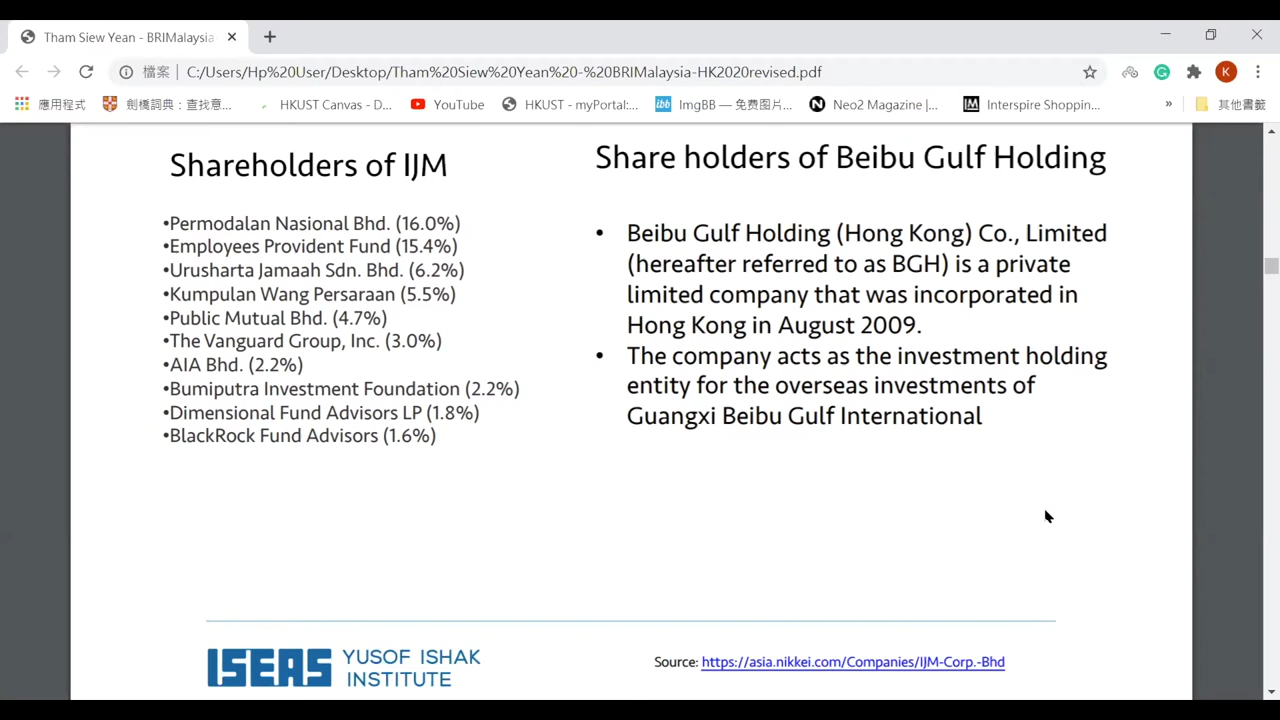 Tham Siew Yean - BRIMalaysia
檔案
C:/Users/Hp%20User/Desktop/Tham%20Siew%20Yean%20-%20BRIMalaysia-HK2020revised.pdf
K
應用程式
劍橋詞典：查找意...
HKUST Canvas - D...
YouTube
HKUST - myPortal:...
ibb
ImgBB — 免费图片...
N
Neo2 Magazine |...
IM
Interspire Shoppin...
»
其他書籤
Shareholders of IJM
•Permodalan Nasional Bhd. (16.0%)
•Employees Provident Fund (15.4%)
•Urusharta Jamaah Sdn. Bhd. (6.2%)
•Kumpulan Wang Persaraan (5.5%)
•Public Mutual Bhd. (4.7%)
•The Vanguard Group, Inc. (3.0%)
•AIA Bhd. (2.2%)
•Bumiputra Investment Foundation (2.2%)
•Dimensional Fund Advisors LP (1.8%)
•BlackRock Fund Advisors (1.6%)
Share holders of Beibu Gulf Holding
• Beibu Gulf Holding (Hong Kong) Co., Limited
(hereafter referred to as BGH) is a private
limited company that was incorporated in
Hong Kong in August 2009.
• The company acts as the investment holding
entity for the overseas investments of
Guangxi Beibu Gulf International
ISEAS
YUSOF ISHAK
INSTITUTE
Source: https://asia.nikkei.com/Companies/IJM-Corp.-Bhd